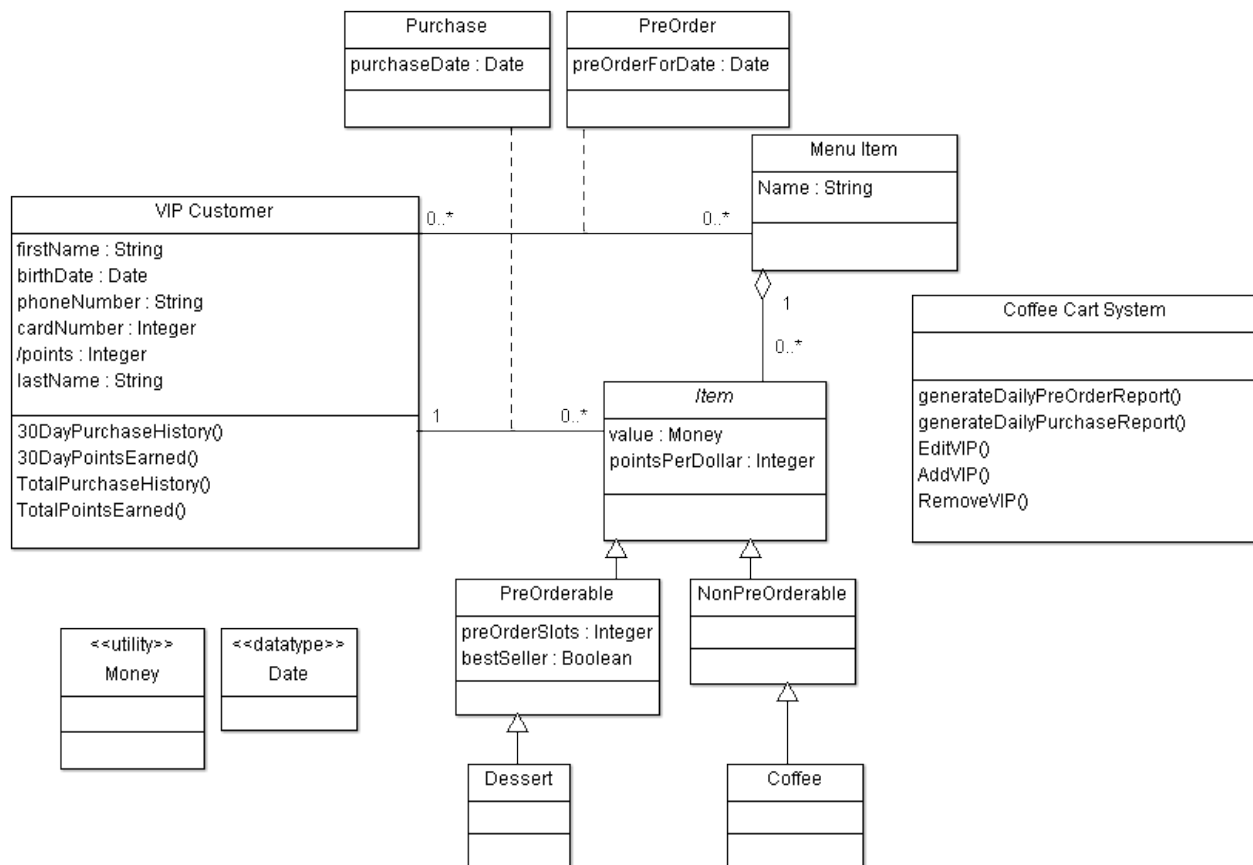 Purchase
purchaseDate : Date
PreOrder
preOrderForDate : Date
Menu Item
Name : String
VIP Customer
firstName : String
birthDate : Date
phoneNumber : String
cardNumber : Integer
/points : Integer
lastName : String
30DayPurchaseHistory()
30DayPointsEarned()
TotalPurchaseHistory()
TotalPointsEarned()
0..*
0..*
1
0..*
1
0..*
Coffee Cart System
generateDailyPreOrderReport()
generateDailyPurchaseReport()
EditVIP()
AddVIP()
RemoveVIP()
Item
value : Money
pointsPerDollar : Integer
PreOrderable
preOrderSlots : Integer
bestSeller : Boolean
NonPreOrderable
<<utility>>
Money
<<datatype>>
Date
Dessert
Coffee